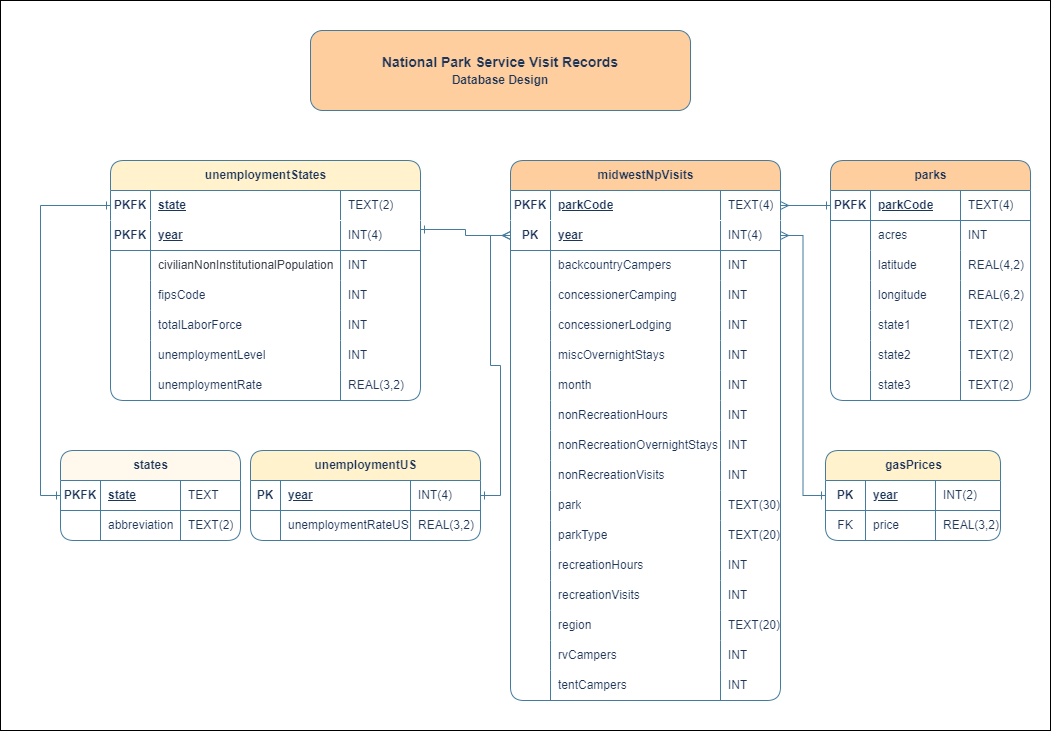 National Park Service Visit Records
Database Design
unemploymentStates
PKFK state TEXT(2)
PKFK year INT(4)
civilianNonInstitutionalPopulation INT
fipsCode INT
totalLaborForce INT
unemploymentLevel INT
unemploymentRate REAL(3,2)
midwestNpVisits
PKFK parkCode TEXT(4)
PK year INT(4)
backcountryCampers INT
concessionerCamping INT
concessionerLodging INT
miscOvernightStays INT
month INT
nonRecreationHours INT
nonRecreationOvernightStays INT
nonRecreationVisits INT
park TEXT(30)
parkType TEXT(20)
recreationHours INT
recreationVisits INT
region TEXT(20)
rvCampers INT
tentCampers INT
parks
PKFK parkCode TEXT(4)
acres INT
latitude REAL(4,2)
longitude REAL(6,2)
state1 TEXT(2)
state2 TEXT(2)
state3 TEXT(2)
states
PKFK state TEXT
abbreviation TEXT(2)
unemploymentUS
PK year INT(4)
unemploymentRateUS REAL(3,2)
gasPrices
PK year INT(2)
FK price REAL(3,2)